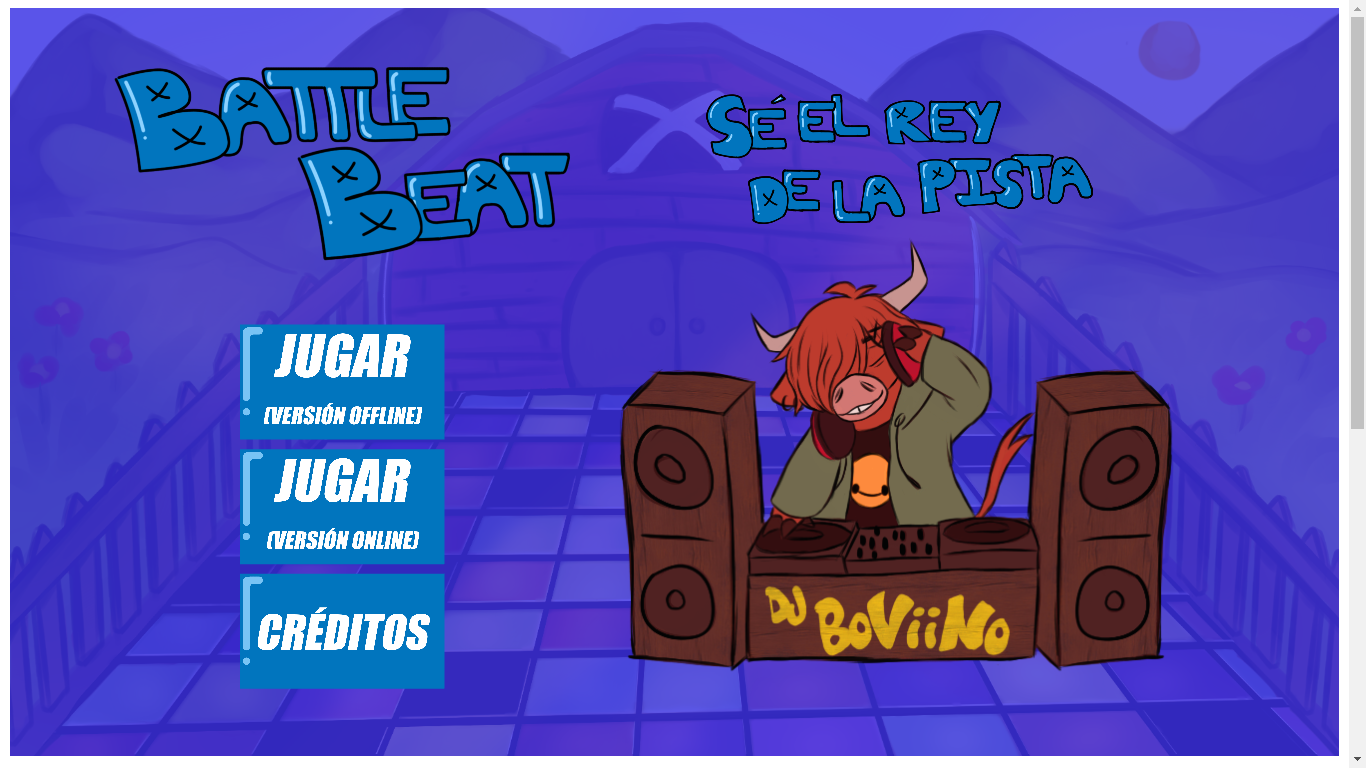 BATTLE
BEAT
SÉ EL REY
DE LA PISTA
JUGAR
(VERSIÓN OFFLINE)
JUGAR
(VERSIÓN ONLINE)
CRÉDITOS
DJ BOViiNO